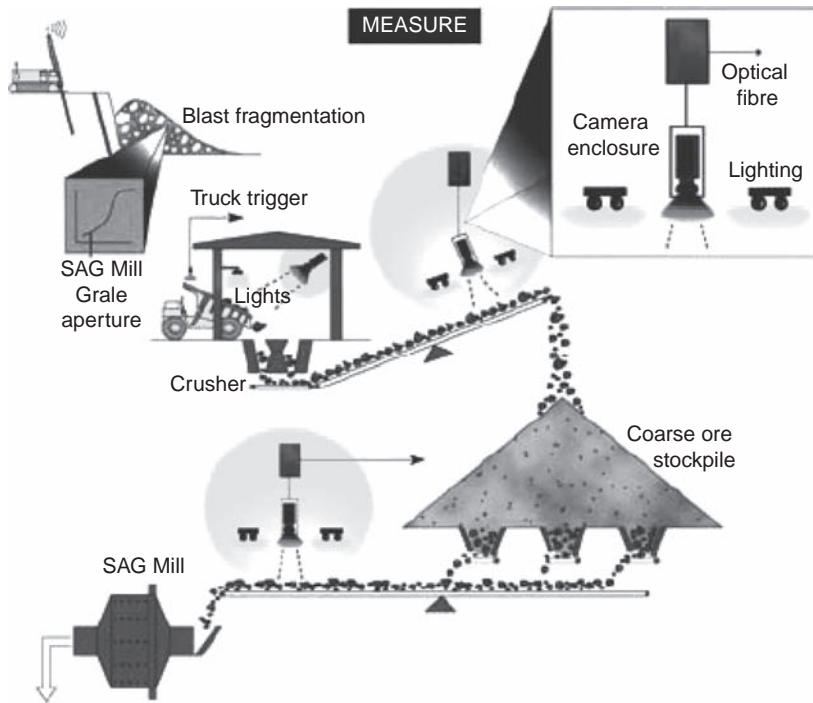 MEASURE
Optical
fibre
Camera
enclosure
Lighting
Blast fragmentation
Truck trigger
SAG Mill
Grale
aperture
Lights
Crusher
Coarse ore
stockpile
SAG Mill